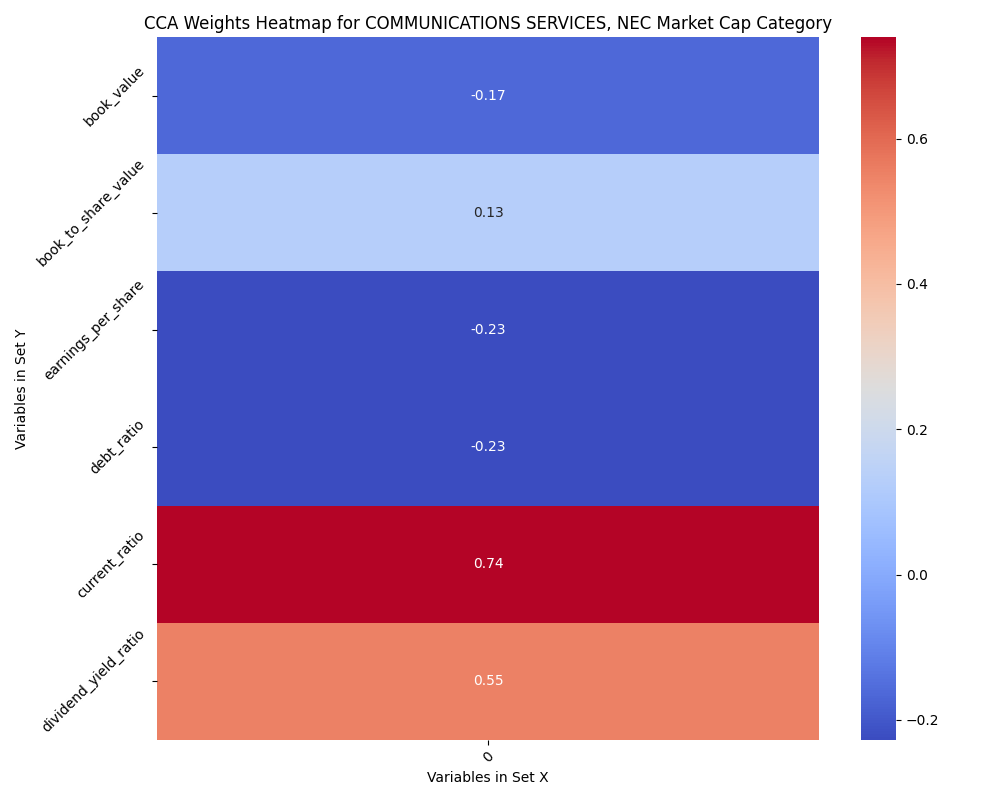 CCA Weights Heatmap for COMMUNICATIONS SERVICES, NEC Market Cap Category
Variables in Set Y
book_value
-0.17
book_to_share_value
0.13
earnings_per_share
-0.23
debt_ratio
-0.23
current_ratio
0.74
dividend_yield_ratio
0.55
0
Variables in Set X
0.6
0.4
0.2
0.0
−0.2